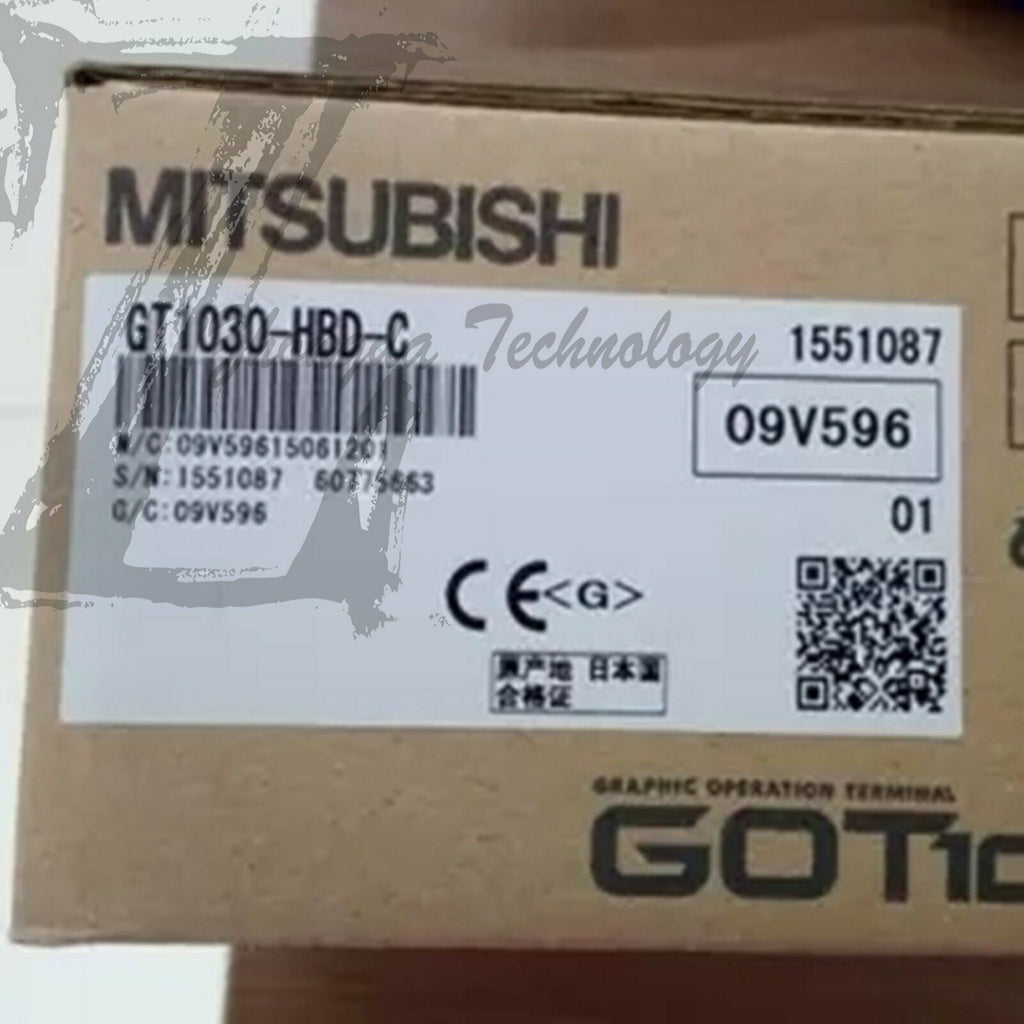 MITSUBISHI
GT1030-HBD-C
Technology
1551087
09V596
N/C:09V59615061201
S/N:1551087 60775663
G/C:09V596
01
CE<G>
原产地 日本国
合格证
GRAPHIC OPERATION TERMINAL
GOT10